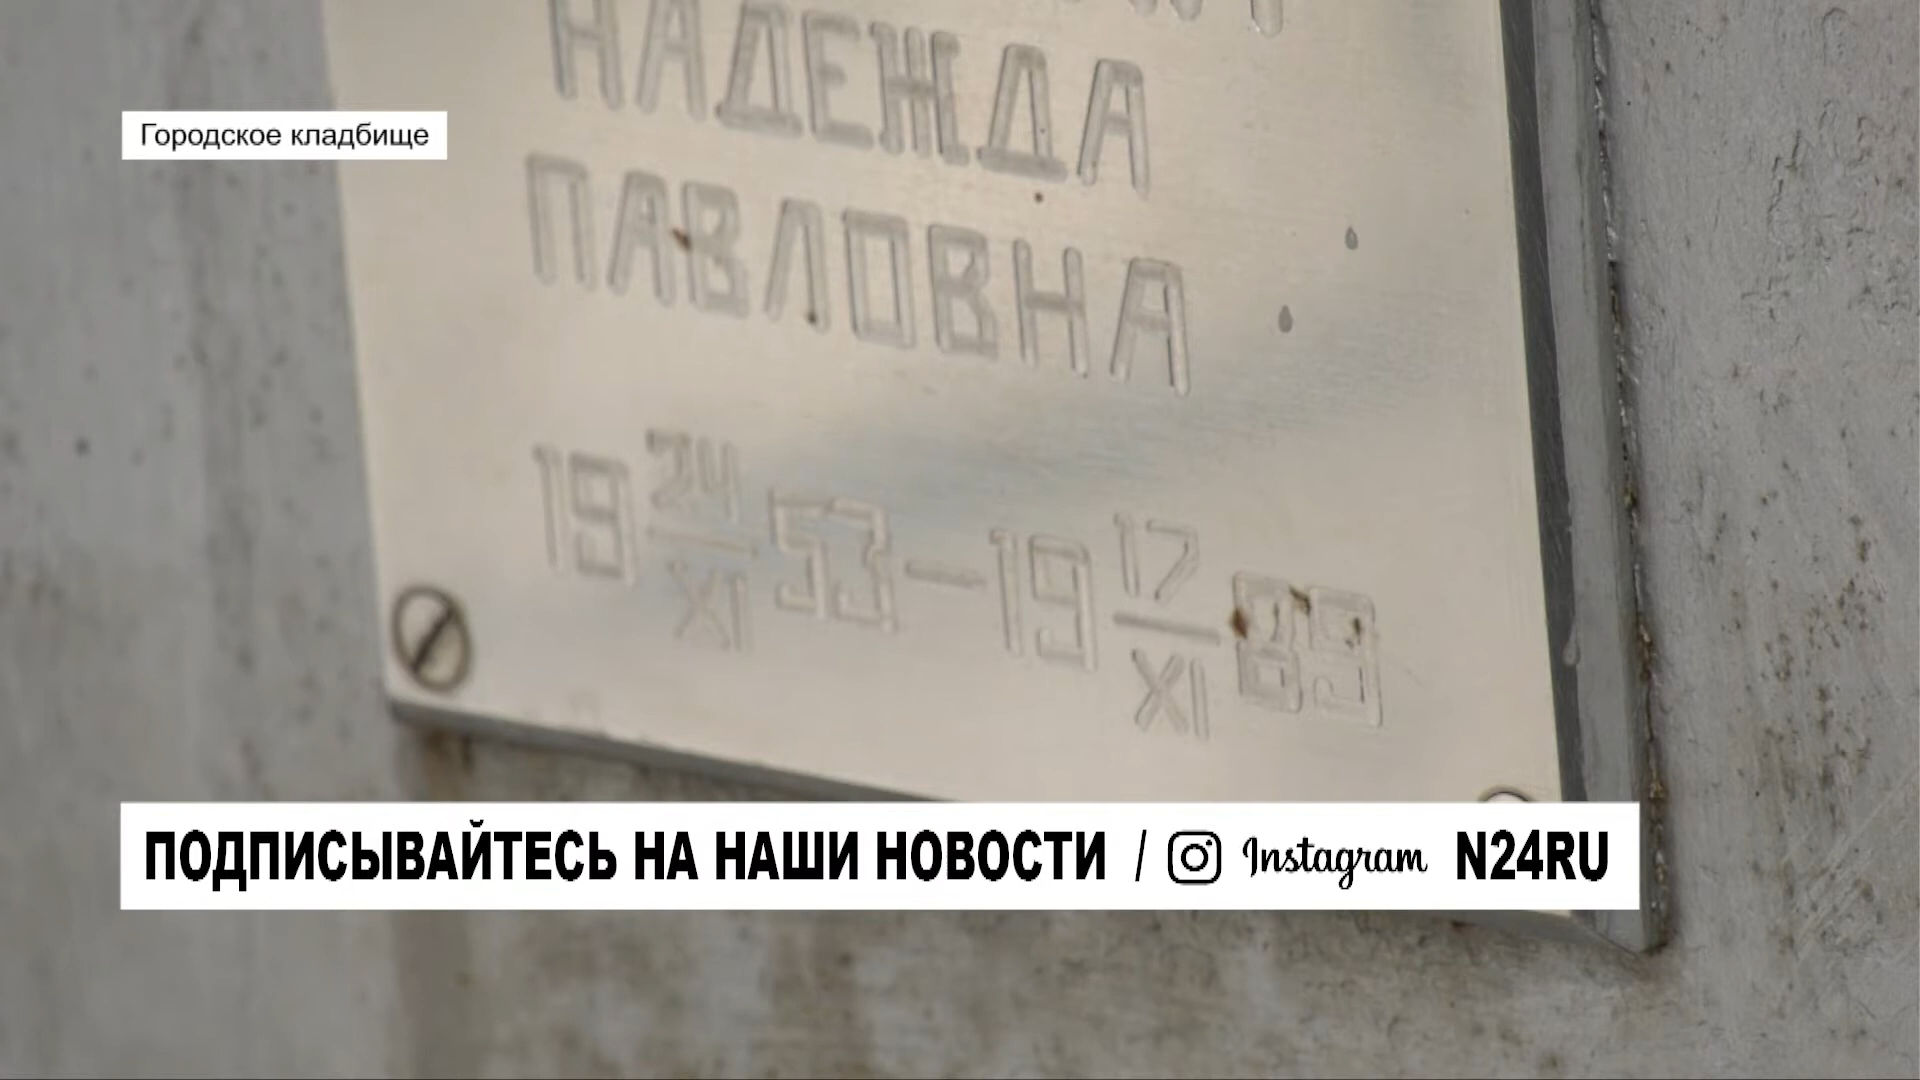 НАДЕЖДА
Городское кладбище
ПАВЛОВНА
19 24/XI 53 — 19 17/XI 89
ПОДПИСЫВАЙТЕСЬ НА НАШИ НОВОСТИ / Instagram N24RU